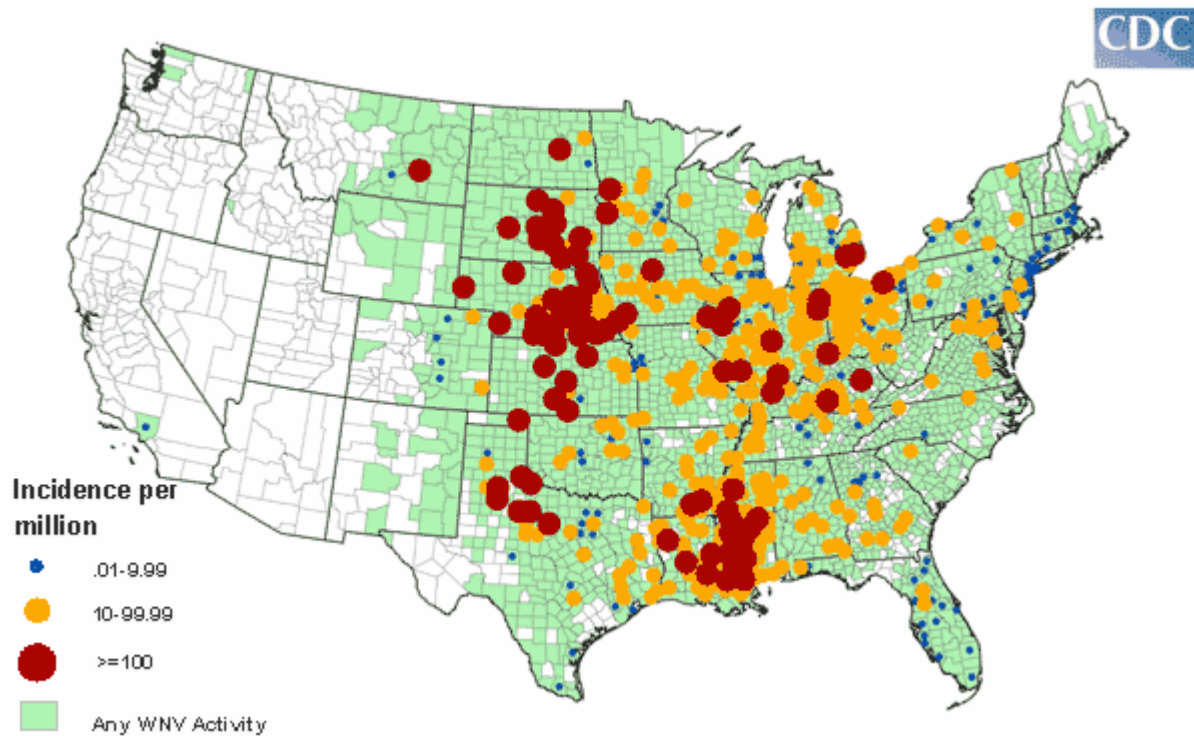 CDC
Incidence per
million
.01-9.99
10-99.99
>=100
Any WNV Activity